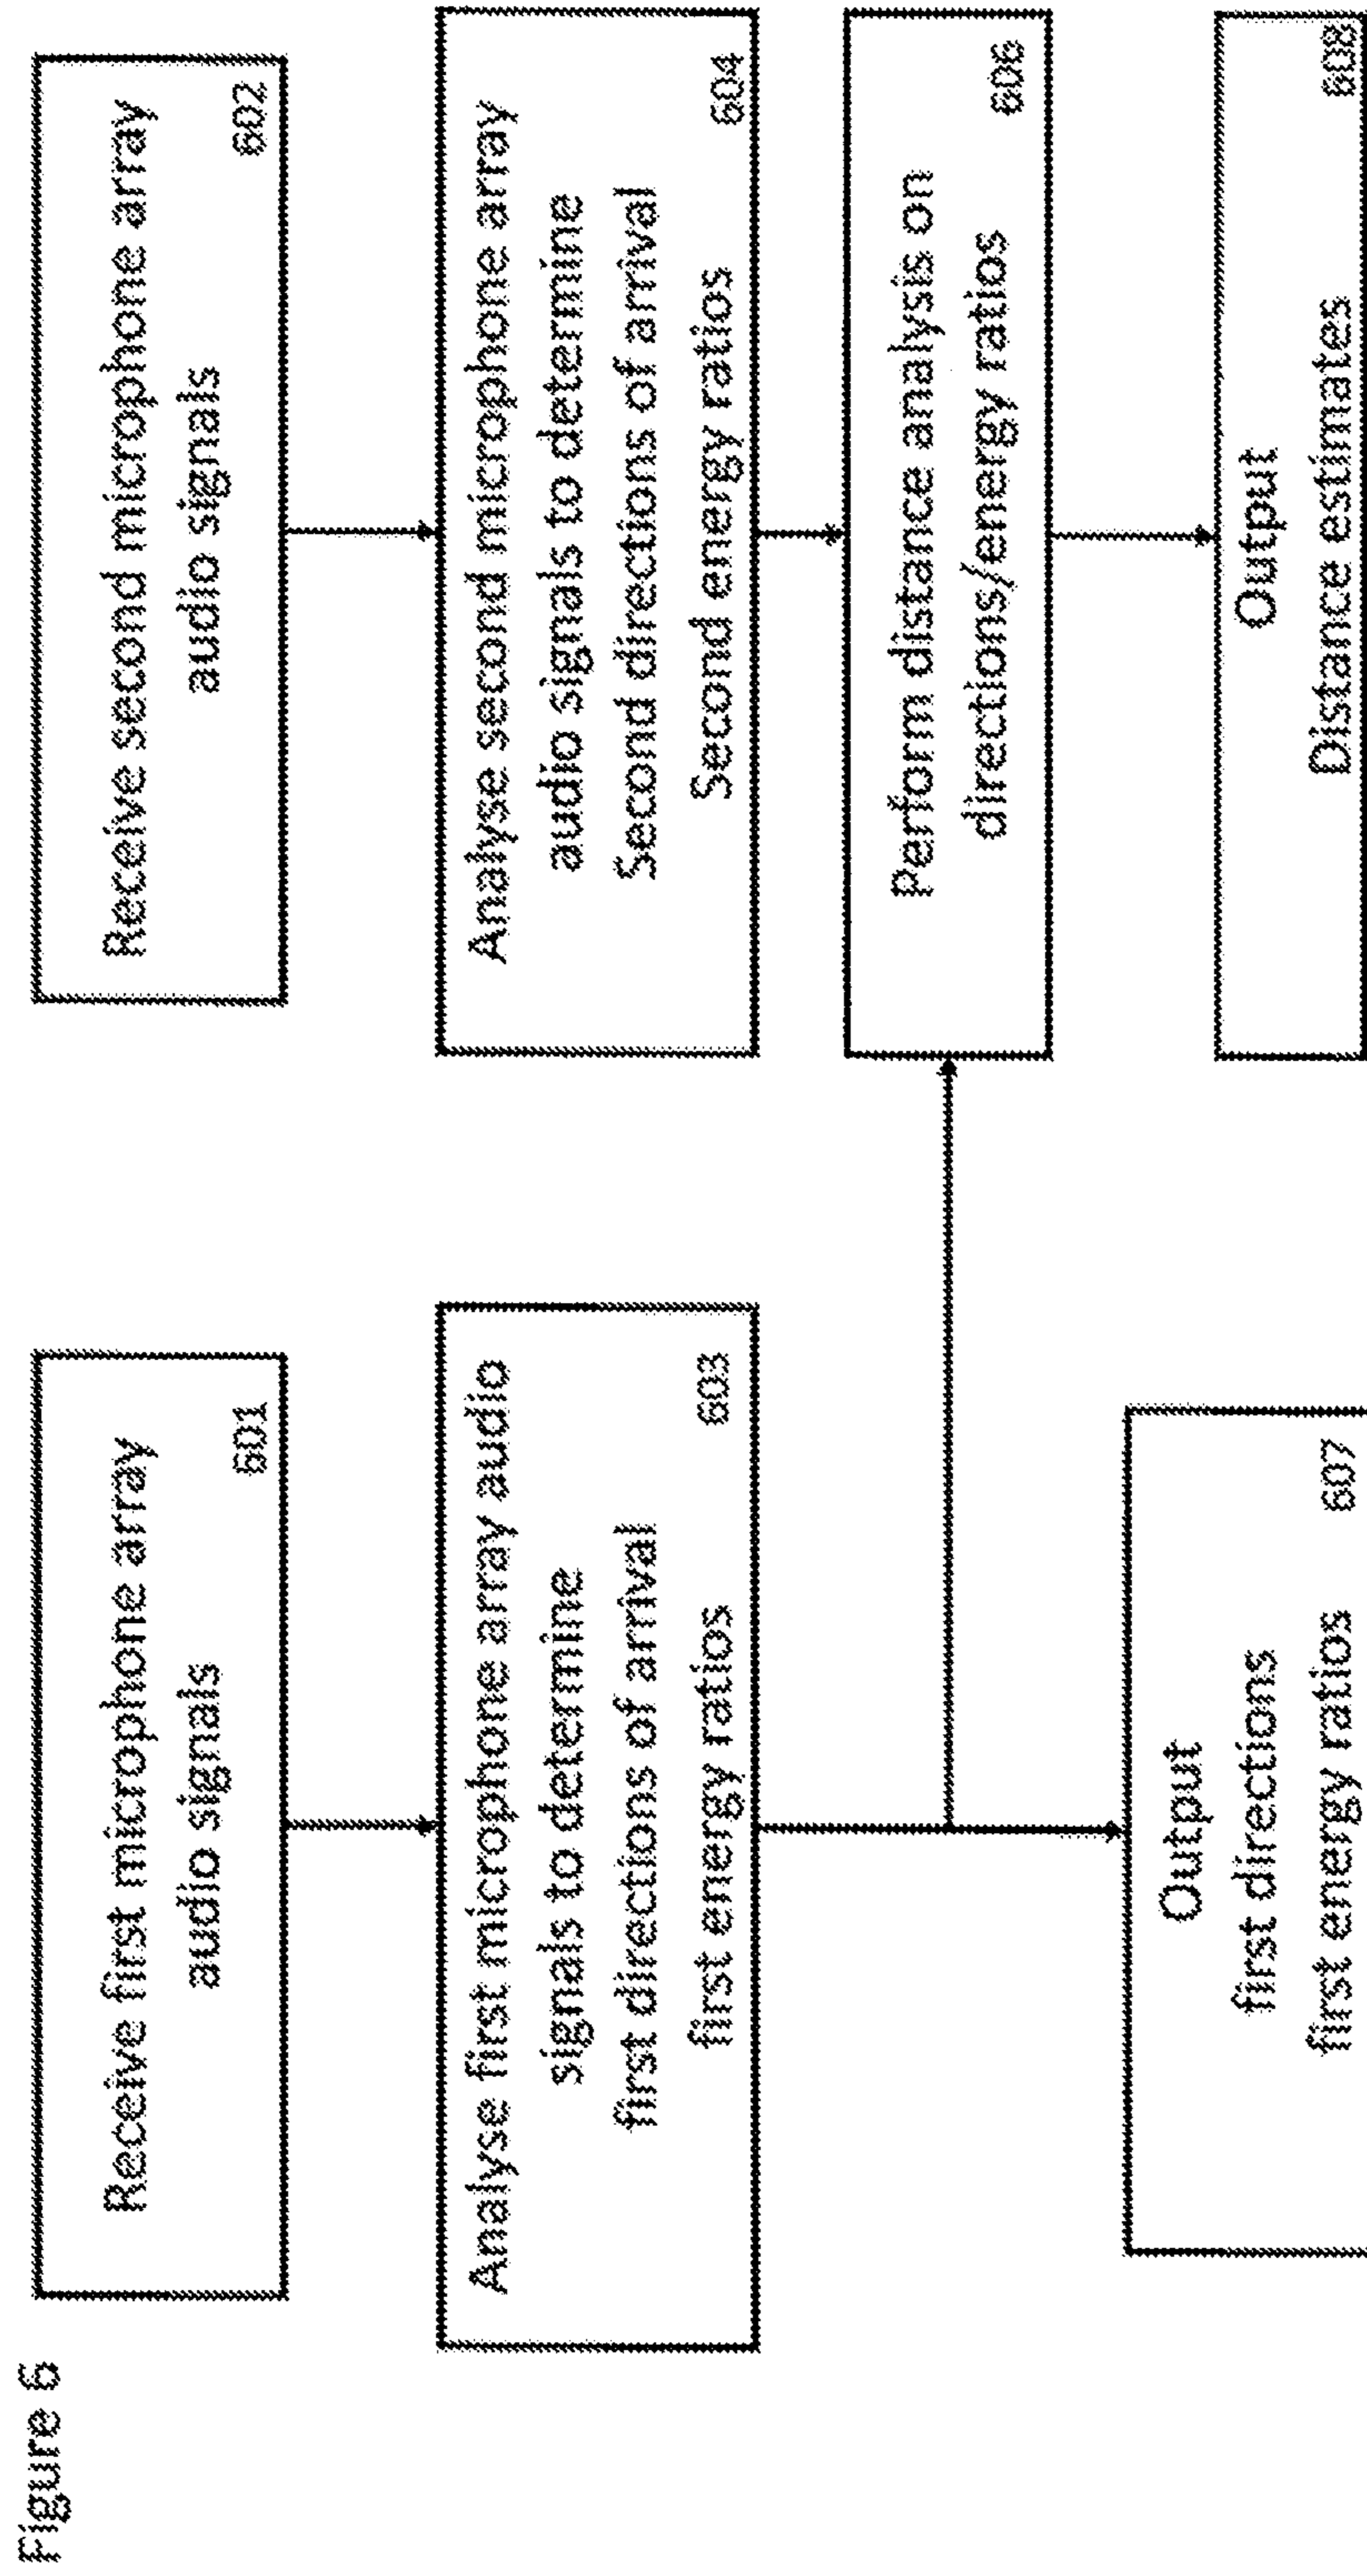 Figure 6
Receive first microphone array
audio signals
601
Analyse first microphone array audio
signals to determine
first directions of arrival
first energy ratios
603
Output
first directions
first energy ratios
607
Receive second microphone array
audio signals
602
Analyse second microphone array
audio signals to determine
Second directions of arrival
Second energy ratios
604
Perform distance analysis on
directions/energy ratios
606
Output
Distance estimates
608